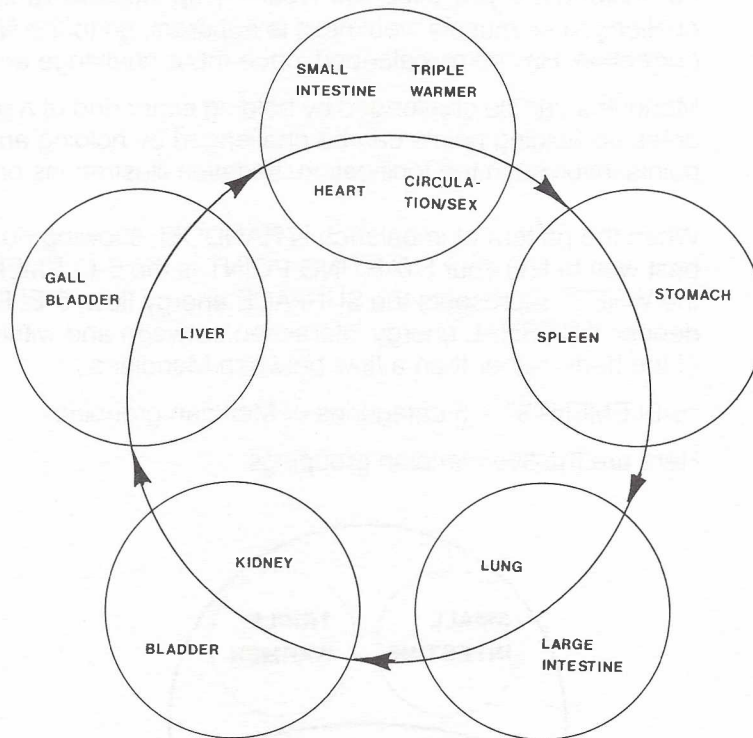 SMALL
INTESTINE
TRIPLE
WARMER
HEART
CIRCULA-
TION/SEX
GALL
BLADDER
LIVER
STOMACH
SPLEEN
KIDNEY
BLADDER
LUNG
LARGE
INTESTINE